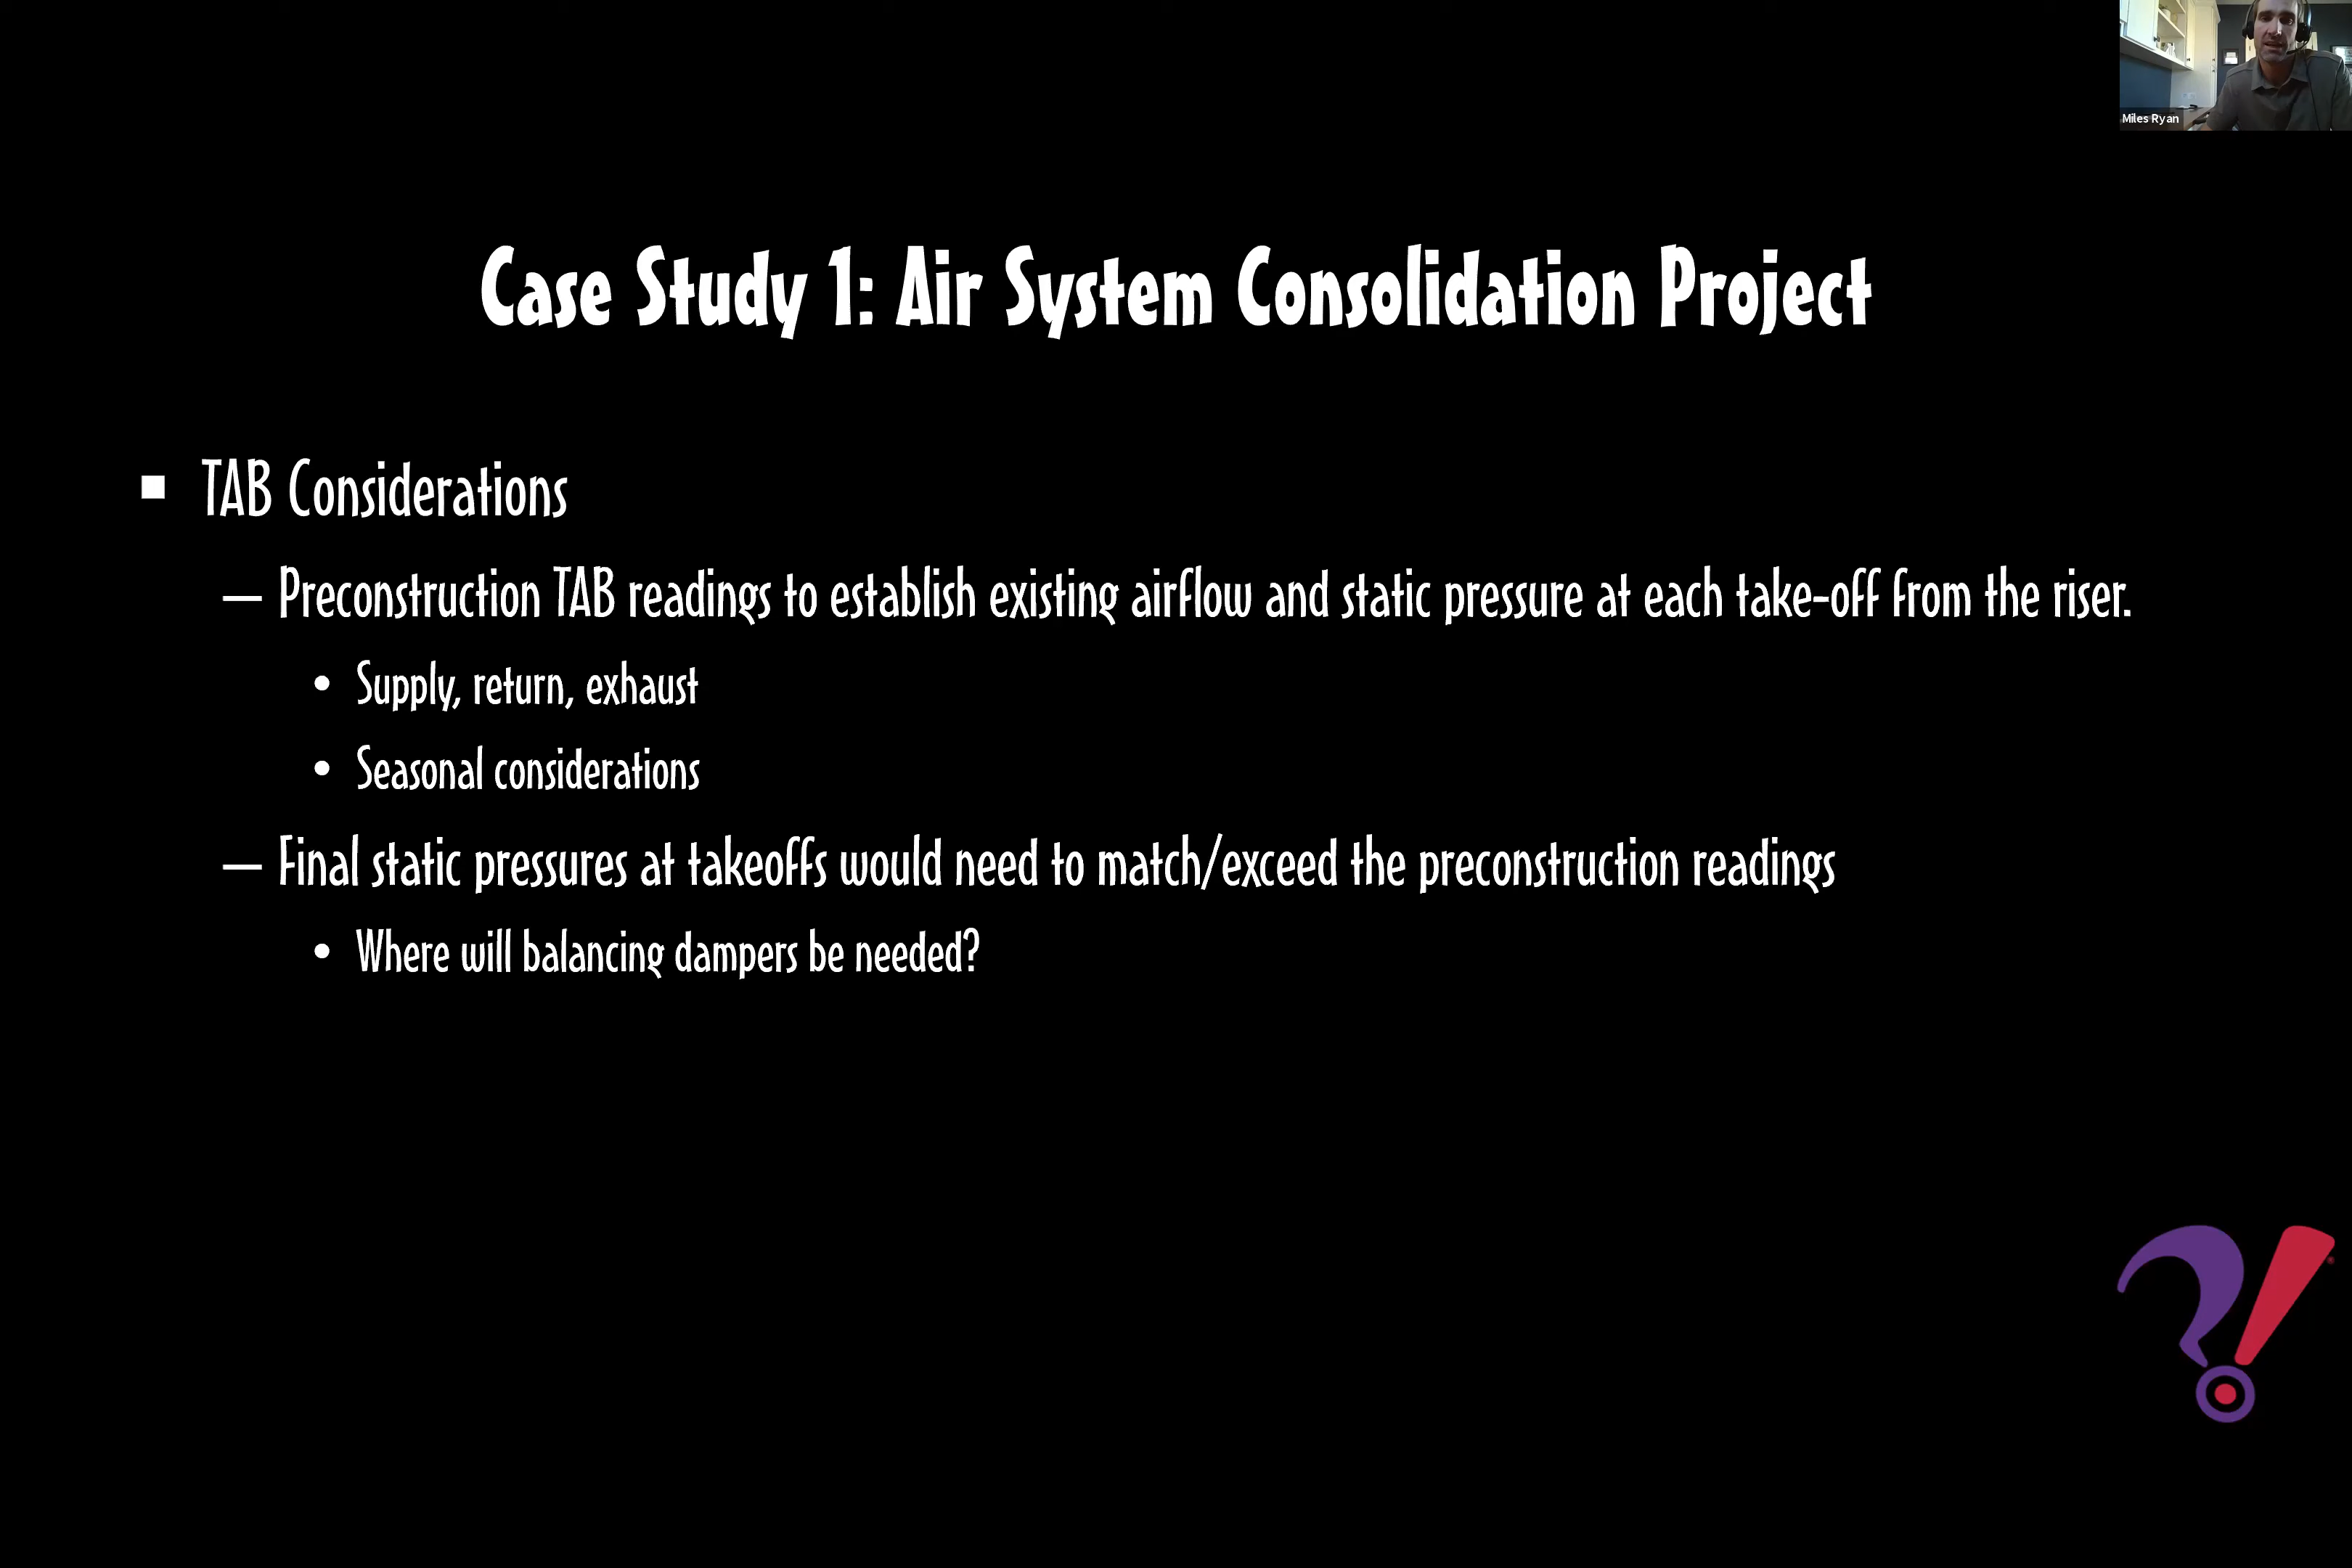 Miles Ryan
Case Study 1: Air System Consolidation Project
■ TAB Considerations
– Preconstruction TAB readings to establish existing airflow and static pressure at each take-off from the riser.
• Supply, return, exhaust
• Seasonal considerations
– Final static pressures at takeoffs would need to match/exceed the preconstruction readings
• Where will balancing dampers be needed?
?!